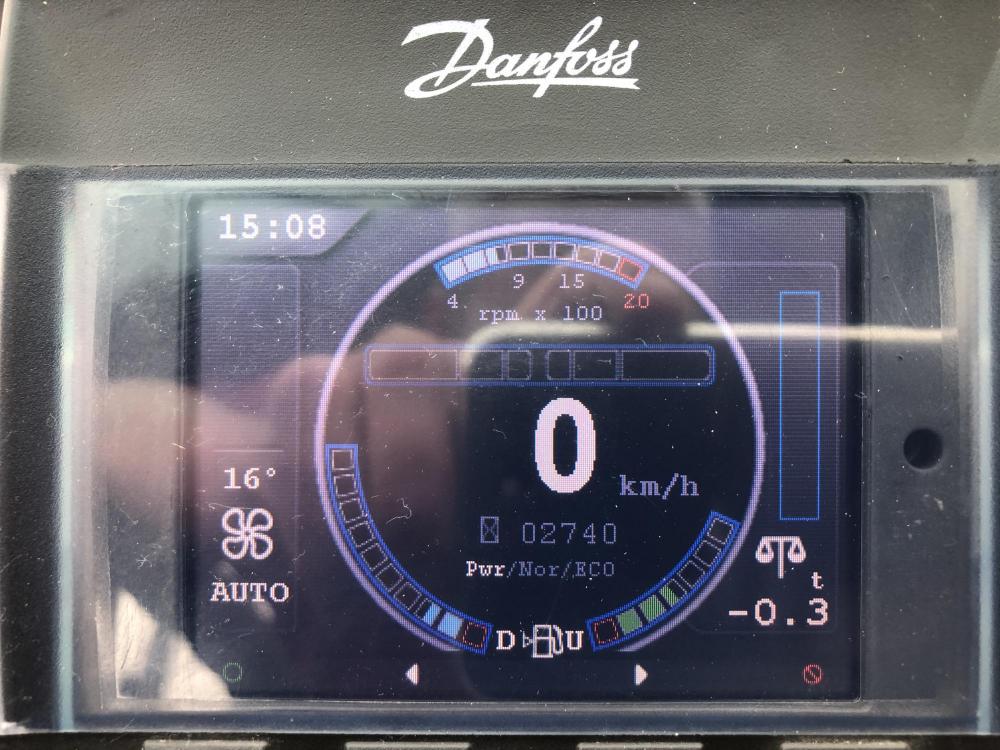 Danfoss
15:08
9 15
4 20
rpm x 100
0
km/h
16°
02740
Pwr/Nor/ECO
AUTO
t
-0.3
D U